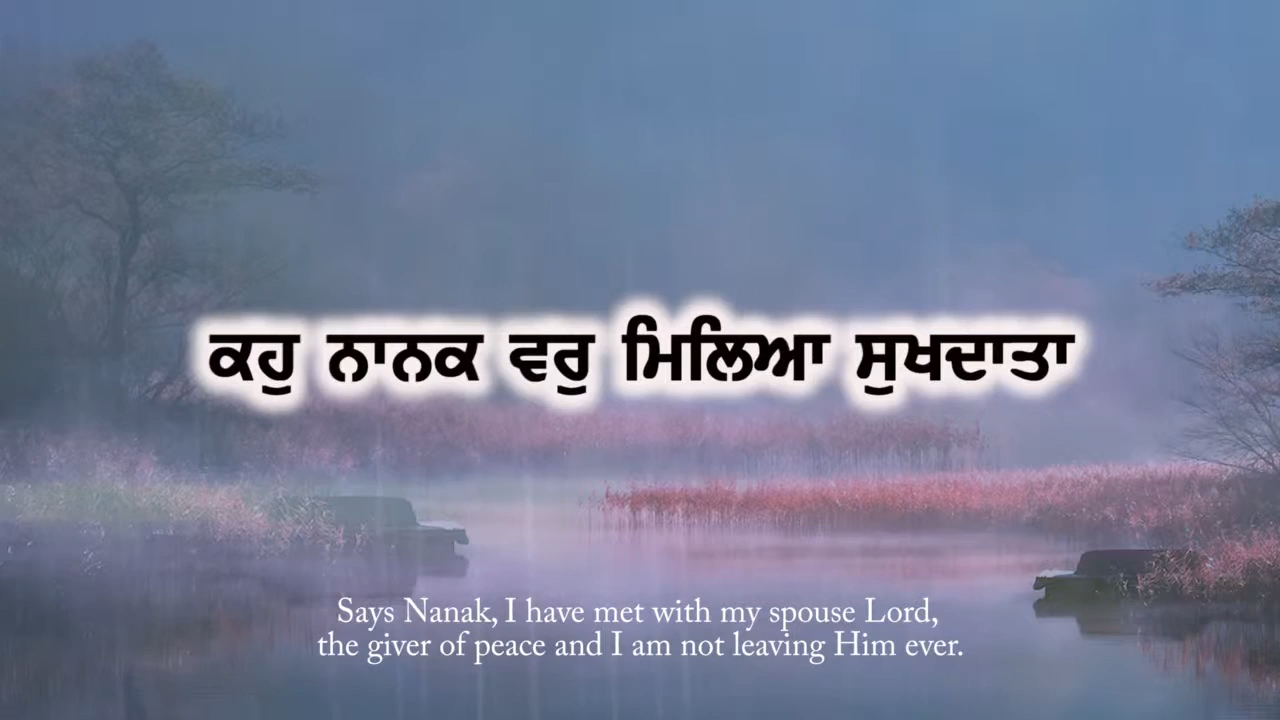 ਕਹੁ ਨਾਨਕ ਵਰੁ ਮਿਲਿਆ ਸੁਖਦਾਤਾ
Says Nanak, I have met with my spouse Lord,
the giver of peace and I am not leaving Him ever.